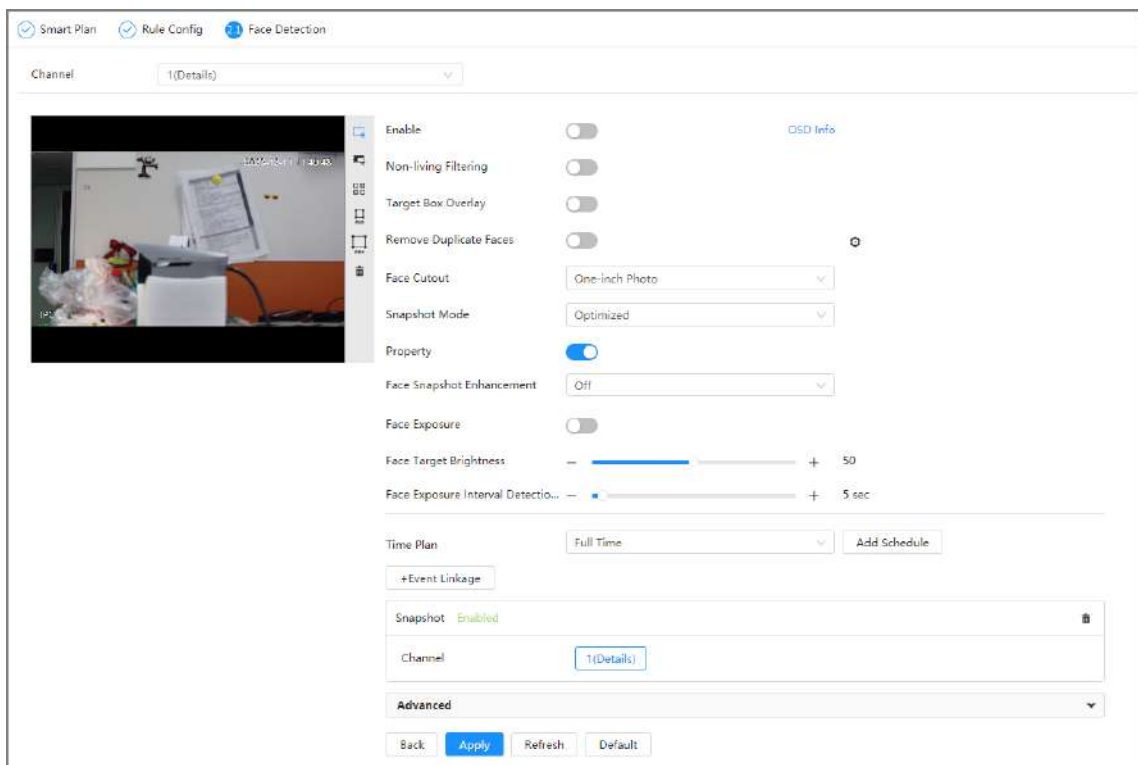 Smart Plan Rule Config 2.1 Face Detection
Channel 1(Details)
Enable OSD Info
Non-living Filtering
Target Box Overlay
Remove Duplicate Faces
Face Cutout One-inch Photo
Snapshot Mode Optimized
Property
Face Snapshot Enhancement Off
Face Exposure
Face Target Brightness − + 50
Face Exposure Interval Detectio... − + 5 sec
Time Plan Full Time Add Schedule
+Event Linkage
Snapshot Enabled
Channel 1(Details)
Advanced
Back Apply Refresh Default